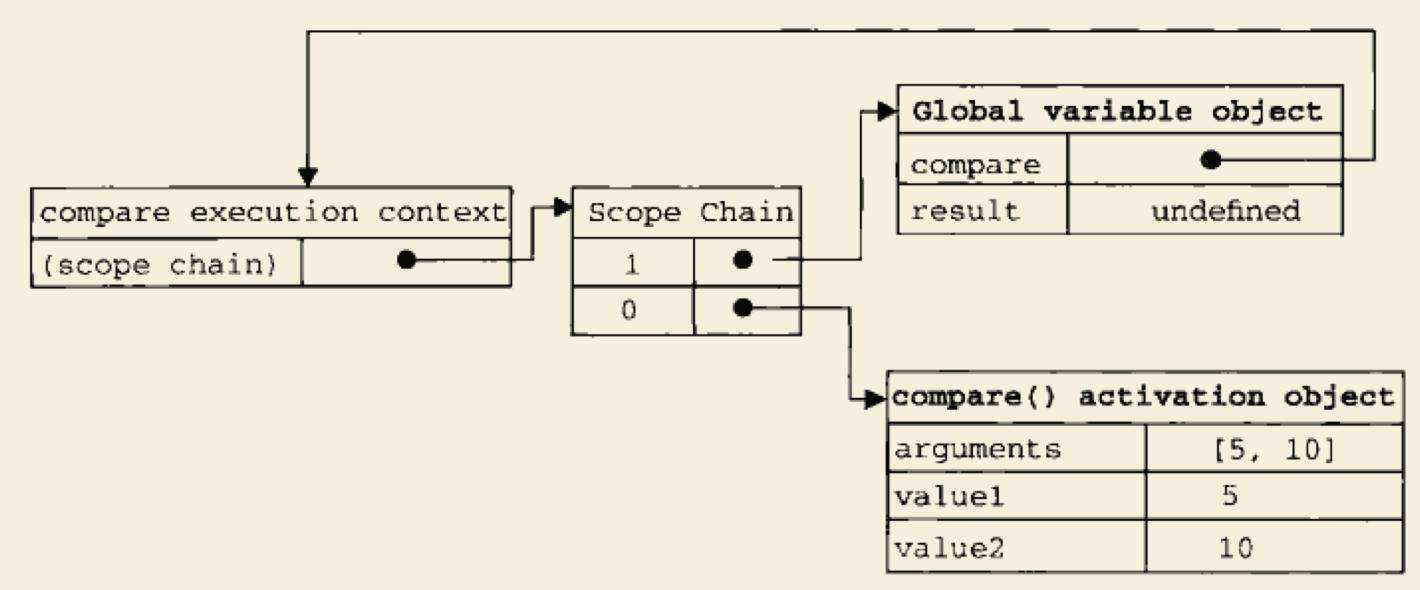 Global variable object
compare
result undefined
compare execution context
(scope chain)
Scope Chain
1
0
compare() activation object
arguments [5, 10]
value1 5
value2 10